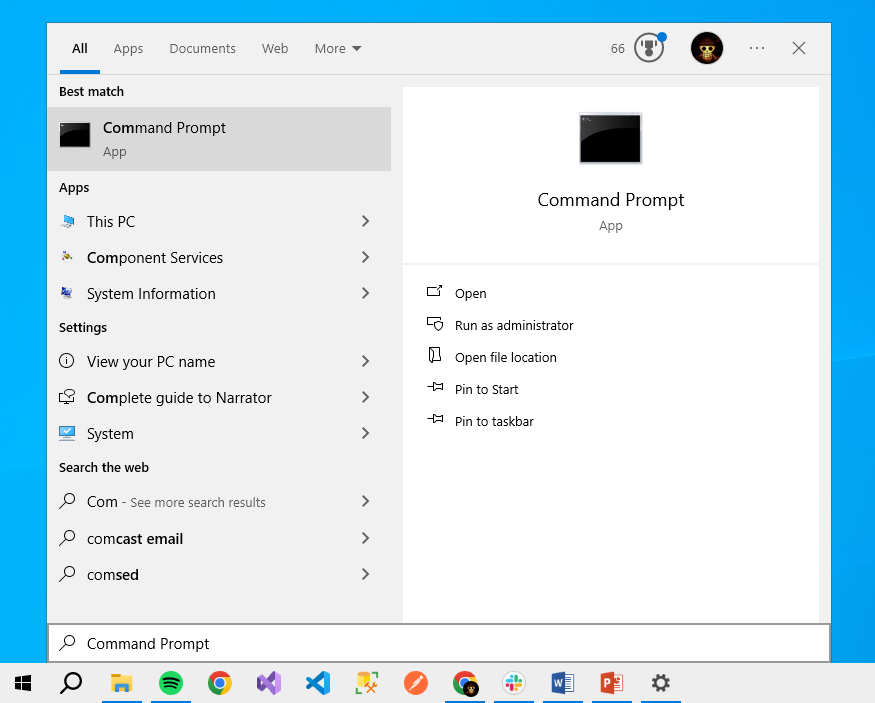 All Apps Documents Web More 66
Best match
Command Prompt
App
Apps
This PC
Component Services
System Information
Settings
View your PC name
Complete guide to Narrator
System
Search the web
Com - See more search results
comcast email
comsed
Command Prompt
App
Open
Run as administrator
Open file location
Pin to Start
Pin to taskbar
Command Prompt